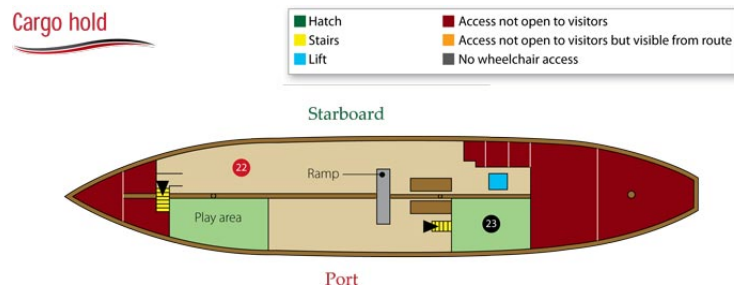 Cargo hold
Hatch
Stairs
Lift
Access not open to visitors
Access not open to visitors but visible from route
No wheelchair access
Starboard
22
Ramp
Play area
23
Port